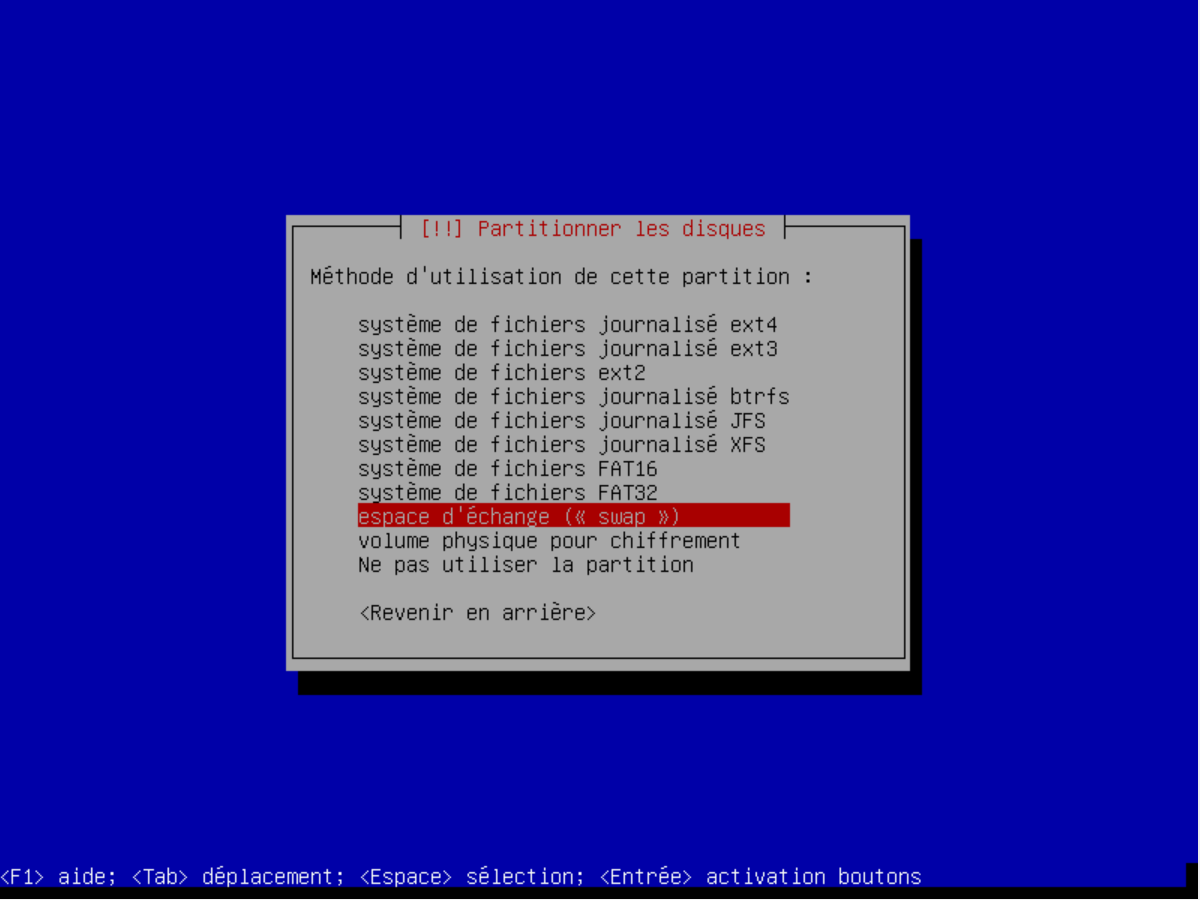 [!!] Partitionner les disques
Méthode d'utilisation de cette partition :
système de fichiers journalisé ext4
système de fichiers journalisé ext3
système de fichiers ext2
système de fichiers journalisé btrfs
système de fichiers journalisé JFS
système de fichiers journalisé XFS
système de fichiers FAT16
système de fichiers FAT32
espace d'échange (« swap »)
volume physique pour chiffrement
Ne pas utiliser la partition
<Revenir en arrière>
<F1> aide; <Tab> déplacement; <Espace> sélection; <Entrée> activation boutons